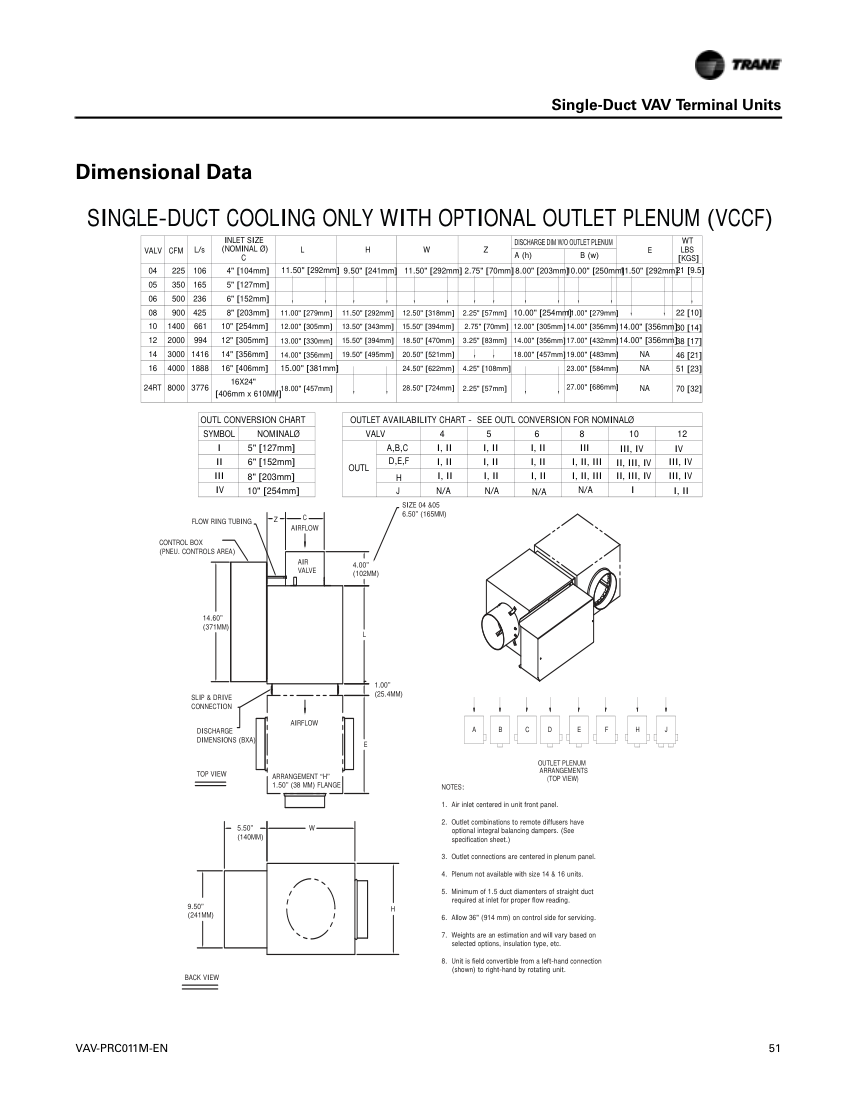 TRANE
Single-Duct VAV Terminal Units
Dimensional Data
SINGLE-DUCT COOLING ONLY WITH OPTIONAL OUTLET PLENUM (VCCF)
VALV CFM L/s INLET SIZE (NOMINAL Ø) C L H W Z DISCHARGE DIM W/O OUTLET PLENUM A (h) B (w) E WT LBS [KGS]
04 225 106 4" [104mm] 11.50" [292mm] 9.50" [241mm] 11.50" [292mm] 2.75" [70mm] 8.00" [203mm] 10.00" [250mm] 11.50" [292mm] 21 [9.5]
05 350 165 5" [127mm]
06 500 236 6" [152mm]
08 900 425 8" [203mm] 11.00" [279mm] 11.50" [292mm] 12.50" [318mm] 2.25" [57mm] 10.00" [254mm] 11.00" [279mm] 22 [10]
10 1400 661 10" [254mm] 12.00" [305mm] 13.50" [343mm] 15.50" [394mm] 2.75" [70mm] 12.00" [305mm] 14.00" [356mm] 14.00" [356mm] 30 [14]
12 2000 994 12" [305mm] 13.00" [330mm] 15.50" [394mm] 18.50" [470mm] 3.25" [83mm] 14.00" [356mm] 17.00" [432mm] 14.00" [356mm] 38 [17]
14 3000 1416 14" [356mm] 14.00" [356mm] 19.50" [495mm] 20.50" [521mm] 18.00" [457mm] 19.00" [483mm] NA 46 [21]
16 4000 1888 16" [406mm] 15.00" [381mm] 24.50" [622mm] 4.25" [108mm] 23.00" [584mm] NA 51 [23]
24RT 8000 3776 16X24" [406mm x 610MM] 18.00" [457mm] 28.50" [724mm] 2.25" [57mm] 27.00" [686mm] NA 70 [32]
OUTL CONVERSION CHART
SYMBOL NOMINALØ
I 5" [127mm]
II 6" [152mm]
III 8" [203mm]
IV 10" [254mm]
OUTLET AVAILABILITY CHART - SEE OUTL CONVERSION FOR NOMINALØ
VALV 4 5 6 8 10 12
OUTL
A,B,C I, II I, II I, II III III, IV IV
D,E,F I, II I, II I, II I, II, III II, III, IV III, IV
H I, II I, II I, II I, II, III II, III, IV III, IV
J N/A N/A N/A N/A I I, II
SIZE 04 &05
6.50" (165MM)
FLOW RING TUBING
Z C
AIRFLOW
CONTROL BOX
(PNEU. CONTROLS AREA)
AIR
VALVE
4.00"
(102MM)
14.60"
(371MM)
L
1.00"
(25.4MM)
SLIP & DRIVE
CONNECTION
AIRFLOW
DISCHARGE
DIMENSIONS (BXA)
E
TOP VIEW
ARRANGEMENT "H"
1.50" (38 MM) FLANGE
A B C D E F H J
OUTLET PLENUM
ARRANGEMENTS
(TOP VIEW)
5.50"
(140MM)
W
9.50"
(241MM)
H
BACK VIEW
NOTES:
1. Air inlet centered in unit front panel.
2. Outlet combinations to remote diffusers have
optional integral balancing dampers. (See
specification sheet.)
3. Outlet connections are centered in plenum panel.
4. Plenum not available with size 14 & 16 units.
5. Minimum of 1.5 duct diamenters of straight duct
required at inlet for proper flow reading.
6. Allow 36" (914 mm) on control side for servicing.
7. Weights are an estimation and will vary based on
selected options, insulation type, etc.
8. Unit is field convertible from a left-hand connection
(shown) to right-hand by rotating unit.
VAV-PRC011M-EN
51